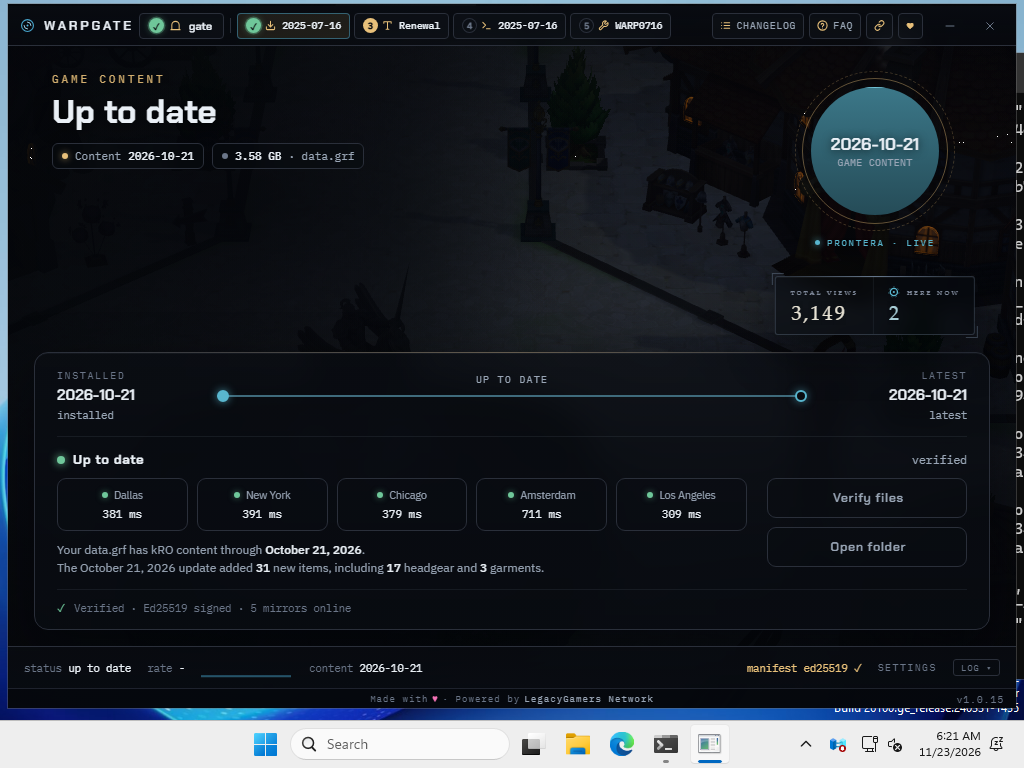 WARPGATE gate 2025-07-16 3 Renewal 4 2025-07-16 5 WARP0716 CHANGELOG FAQ
GAME CONTENT
Up to date
Content 2026-10-21 3.58 GB · data.grf
2026-10-21
GAME CONTENT
PRONTERA · LIVE
TOTAL VIEWS HERE NOW
3,149 2
INSTALLED UP TO DATE LATEST
2026-10-21 2026-10-21
installed latest
Up to date verified
Dallas New York Chicago Amsterdam Los Angeles
381 ms 391 ms 379 ms 711 ms 309 ms
Verify files
Open folder
Your data.grf has kRO content through October 21, 2026.
The October 21, 2026 update added 31 new items, including 17 headgear and 3 garments.
✓ Verified · Ed25519 signed · 5 mirrors online
status up to date rate - content 2026-10-21 manifest ed25519 ✓ SETTINGS LOG
Made with ♥ · Powered by LegacyGamers Network v1.0.15
Search
6:21 AM
11/23/2026